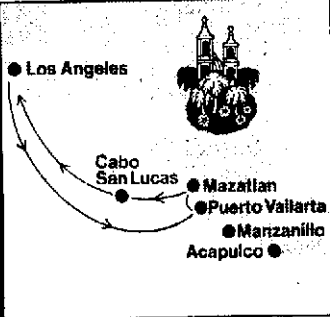 Los Angeles
Cabo
San Lucas
Mazatlan
Puerto Vallarta
Manzanillo
Acapulco